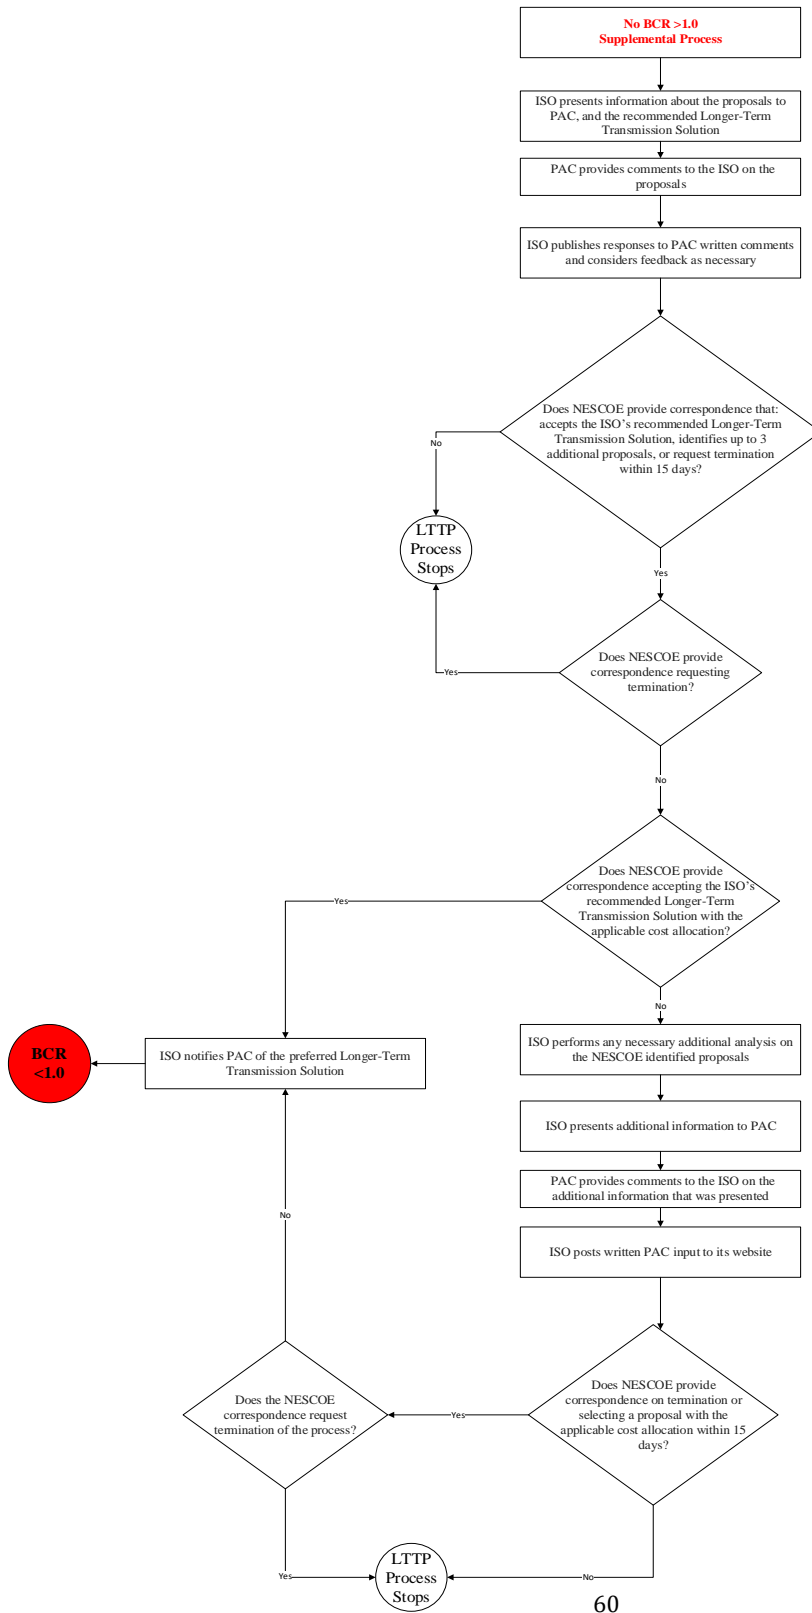 No BCR >1.0
Supplemental Process
ISO presents information about the proposals to
PAC, and the recommended Longer-Term
Transmission Solution
PAC provides comments to the ISO on the
proposals
ISO publishes responses to PAC written comments
and considers feedback as necessary
Does NESCOE provide correspondence that:
accepts the ISO's recommended Longer-Term
Transmission Solution, identifies up to 3
additional proposals, or request termination
within 15 days?
No
LTTP
Process
Stops
Yes
Does NESCOE provide
correspondence requesting
termination?
Yes
No
Does NESCOE provide
correspondence accepting the ISO's
recommended Longer-Term
Transmission Solution with the
applicable cost allocation?
Yes
No
BCR
<1.0
ISO notifies PAC of the preferred Longer-Term
Transmission Solution
ISO performs any necessary additional analysis on
the NESCOE identified proposals
ISO presents additional information to PAC
PAC provides comments to the ISO on the
additional information that was presented
No
ISO posts written PAC input to its website
Does the NESCOE
correspondence request
termination of the process?
Yes
Does NESCOE provide
correspondence on termination or
selecting a proposal with the
applicable cost allocation within 15
days?
Yes
LTTP
Process
Stops
No
60